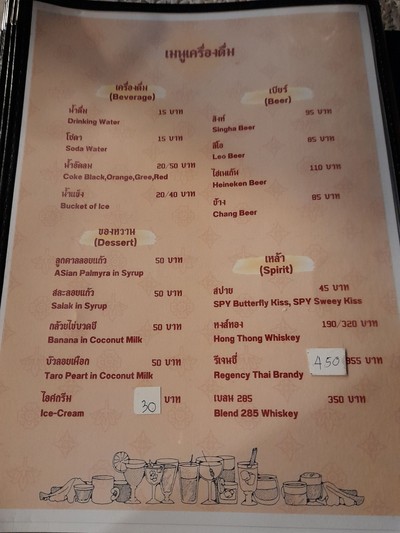 เมนูเครื่องดื่ม
เครื่องดื่ม
(Beverage)
น้ำดื่ม 15 บาท
Drinking Water
โซดา 15 บาท
Soda Water
น้ำอัดลม 20/50 บาท
Coke Black,Orange,Gree,Red
น้ำแข็ง 20/40 บาท
Bucket of Ice
ของหวาน
(Dessert)
ลูกตาลลอยแก้ว 50 บาท
ASian Palmyra in Syrup
สละลอยแก้ว 50 บาท
Salak in Syrup
กล้วยไข่บวดชี 50 บาท
Banana in Coconut Milk
บัวลอยเผือก 50 บาท
Taro Peart in Coconut Milk
ไอศกรีม 30 บาท
Ice-Cream
เบียร์
(Beer)
สิงห์ 95 บาท
Singha Beer
ลีโอ 85 บาท
Leo Beer
ไฮเนเก้น 110 บาท
Heineken Beer
ช้าง 85 บาท
Chang Beer
เหล้า
(Spirit)
สปาย 45 บาท
SPY Butterfly Kiss, SPY Sweey Kiss
หงส์ทอง 190/320 บาท
Hong Thong Whiskey
รีเจนซี่ 450 855 บาท
Regency Thai Brandy
เบลน 285 350 บาท
Blend 285 Whiskey